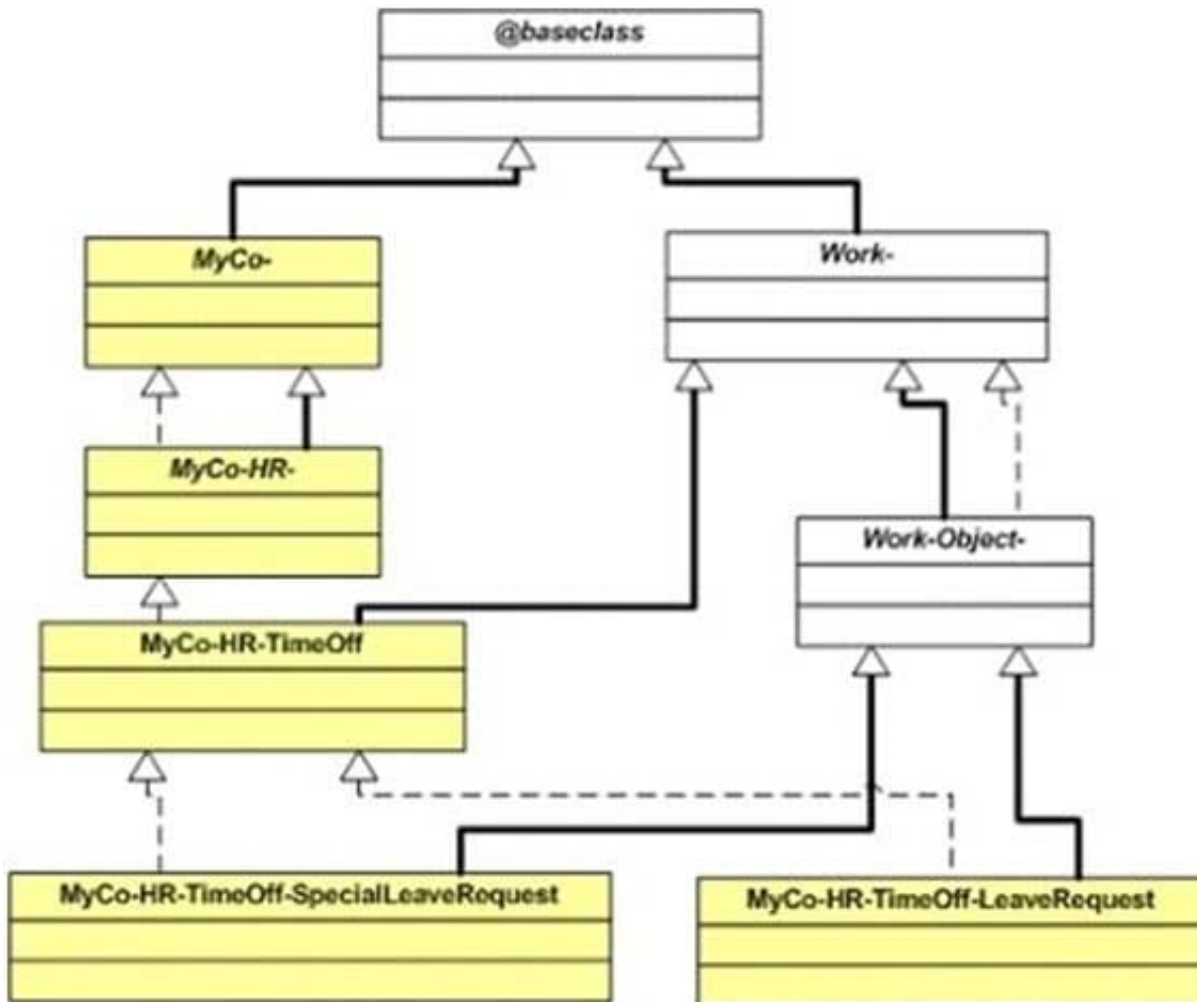 @baseclass
MyCo-
Work-
MyCo-HR-
Work-Object-
MyCo-HR-TimeOff
MyCo-HR-TimeOff-SpecialLeaveRequest
MyCo-HR-TimeOff-LeaveRequest